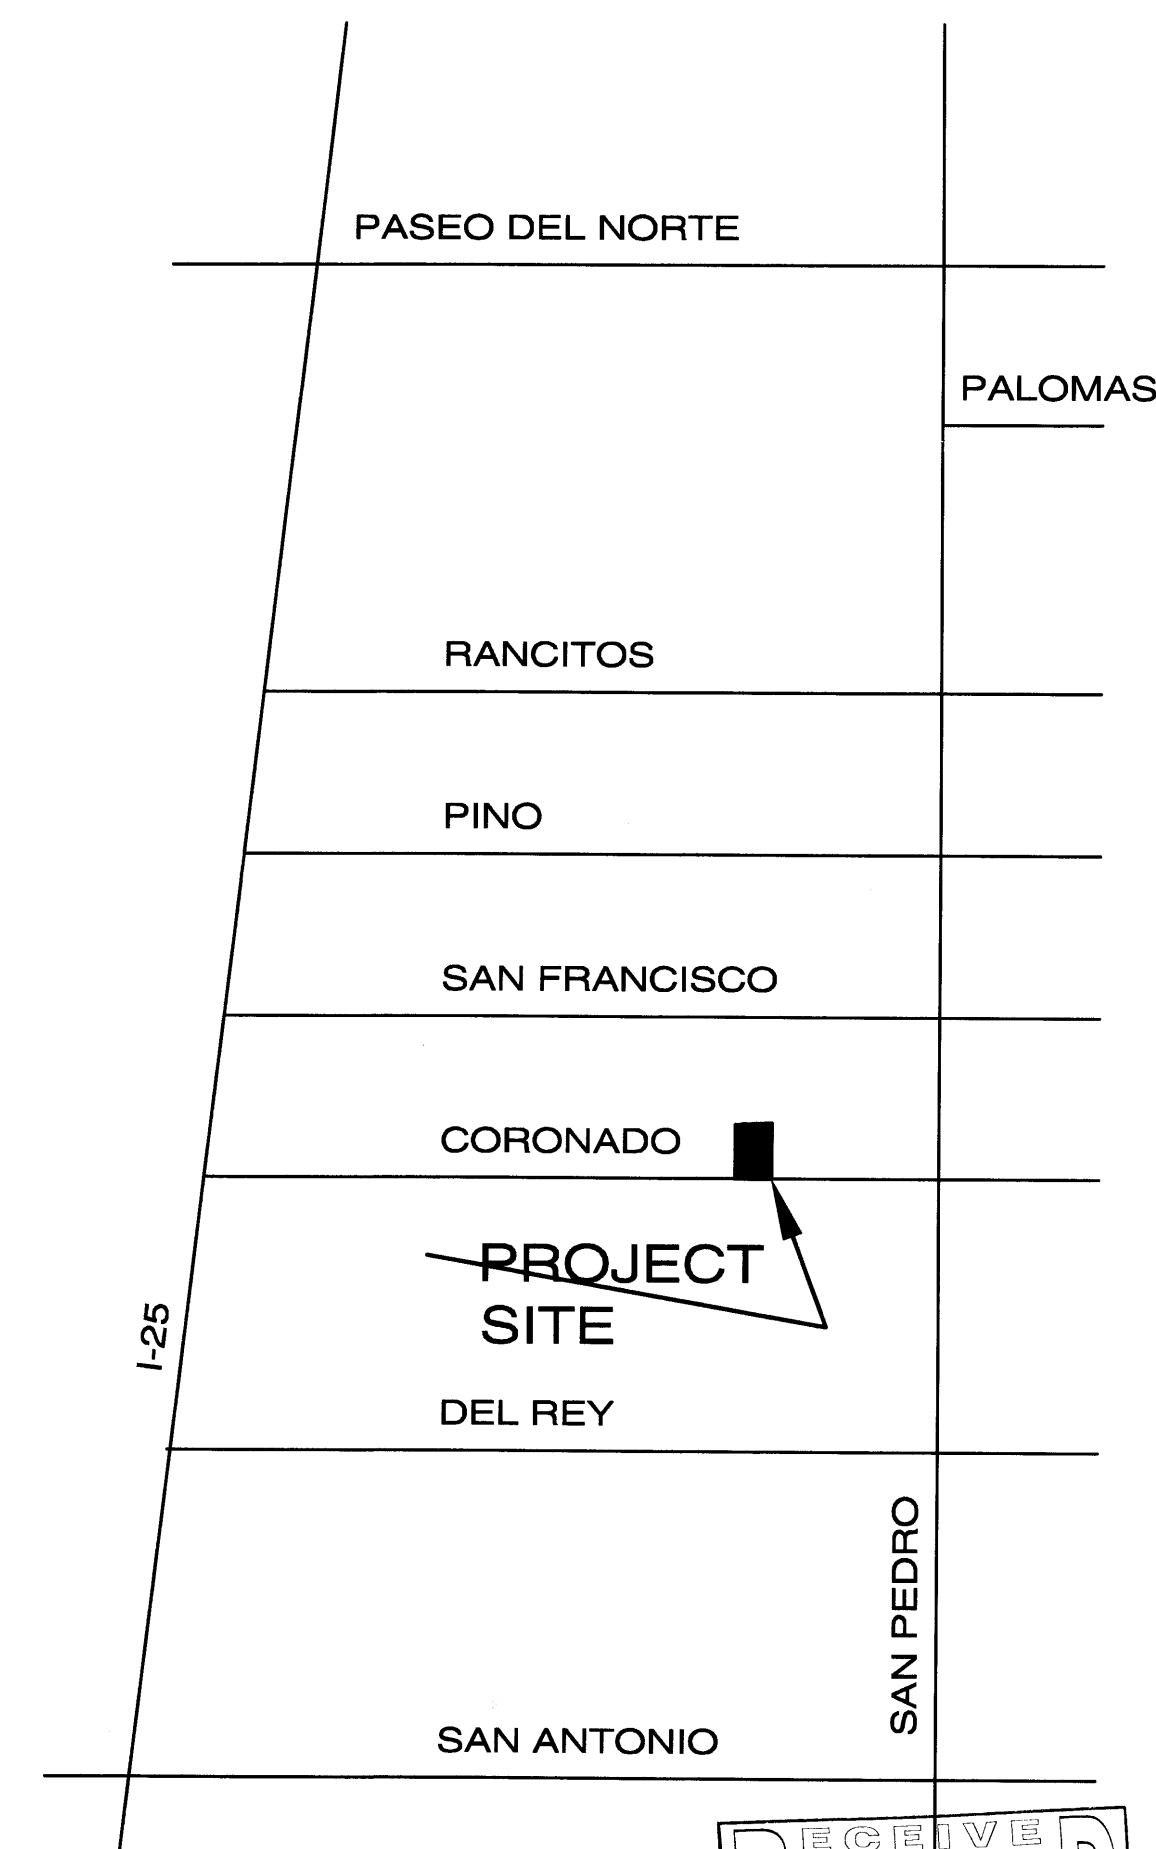 PASEO DEL NORTE
PALOMAS
RANCITOS
PINO
SAN FRANCISCO
CORONADO
PROJECT
SITE
I-25
DEL REY
SAN PEDRO
SAN ANTONIO